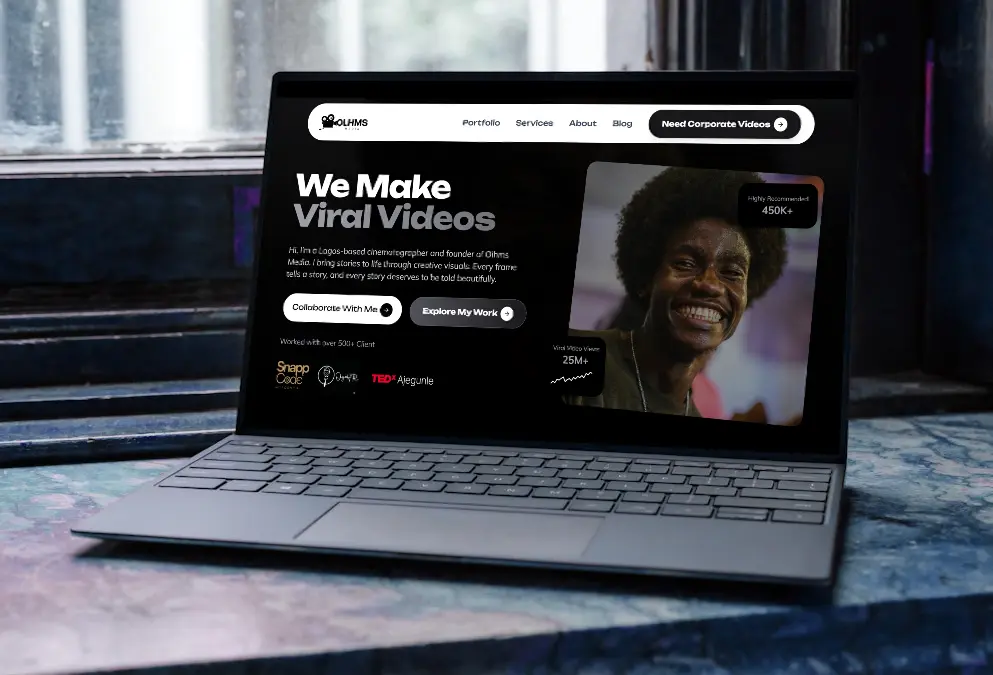 OLHMS
MEDIA
Portfolio
Services
About
Blog
Need Corporate Videos
We Make
Viral Videos
Hi, I'm a Lagos-based cinematographer and founder of Olhms
Media. I bring stories to life through creative visuals. Every frame
tells a story, and every story deserves to be told beautifully.
Collaborate With Me
Explore My Work
Highly Recommended
450K+
Viral Video Views
25M+
Worked with over 500+ Client
Snapp
Code
TEDx Ajegunle